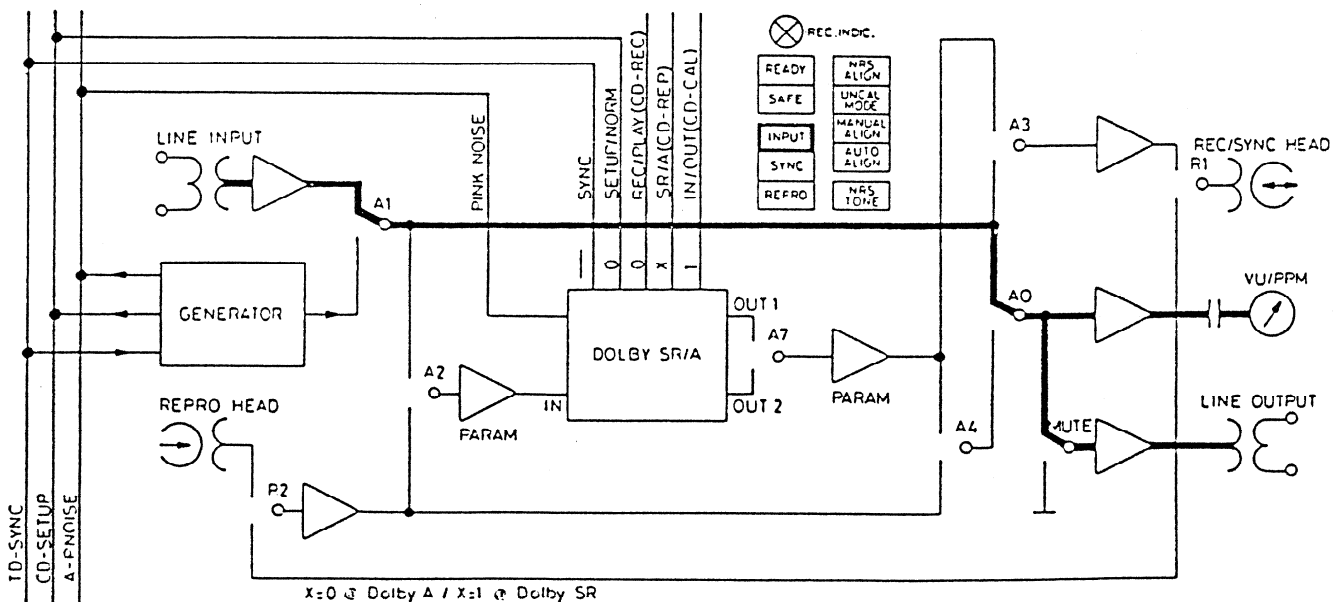 REC.INDIC.
READY
SAFE
INPUT
SYNC
REPRO
NRS ALIGN
UNCAL MODE
MANUAL ALIGN
AUTO ALIGN
NRS TONE
LINE INPUT
A1
PINK NOISE
SYNC
SETUP/NORM
REC/PLAY(CD-REC)
SR/A(CD-REP)
IN/OUT(CD-CAL)
0
0
X
1
A3
REC/SYNC HEAD
R1
GENERATOR
DOLBY SR/A
OUT 1
OUT 2
IN
A7
PARAM
A0
VU/PPM
A2
PARAM
REPRO HEAD
A4
MUTE
LINE OUTPUT
R2
TD-SYNC
CD-SETUP
A-PNOISE
X=0 @ Dolby A / X=1 @ Dolby SR